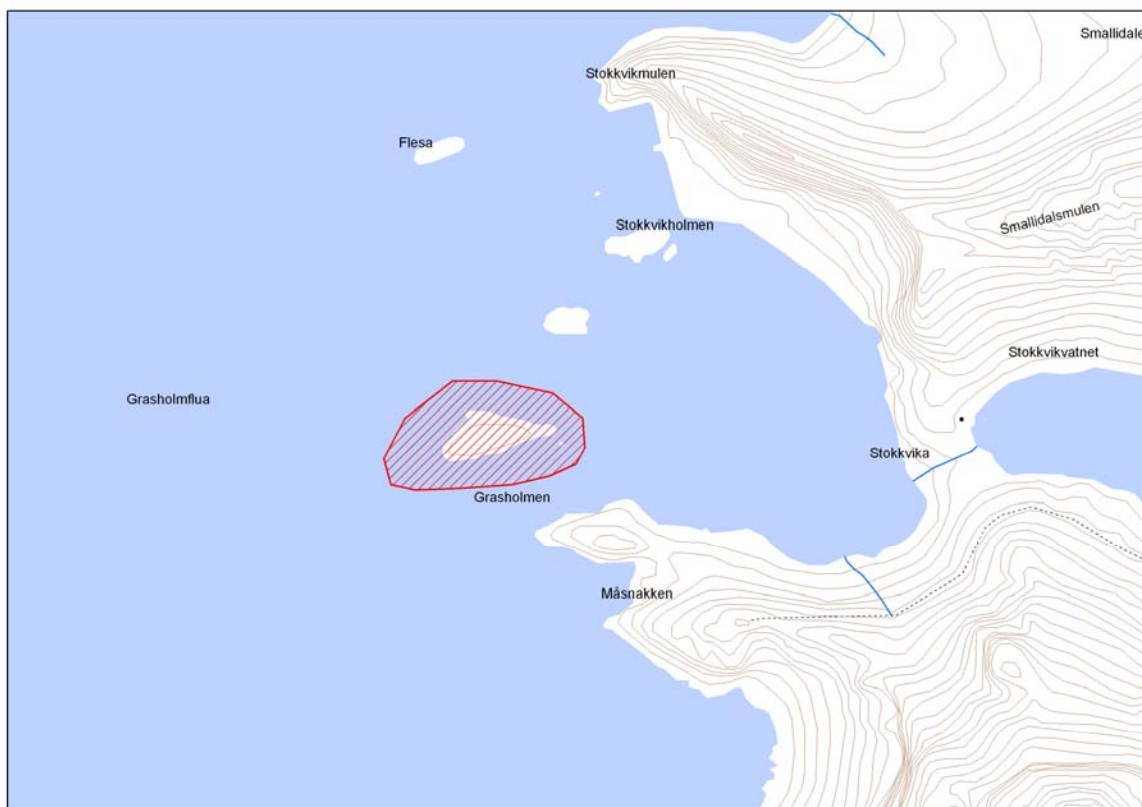 Smallidale
Stokkvikmulen
Flesa
Smallidalsmulen
Stokkvikholmen
Stokkvikvatnet
Grasholmflua
Stokkvika
Grasholmen
Måsnakken